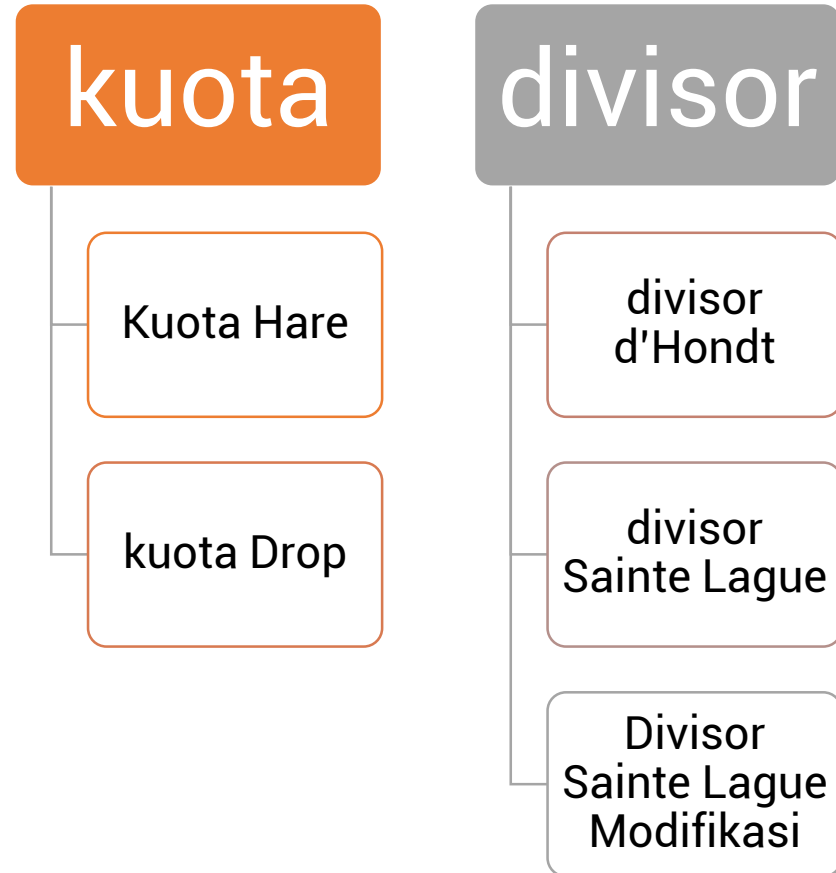 kuota
Kuota Hare
kuota Drop
divisor
divisor
d'Hondt
divisor
Sainte Lague
Divisor
Sainte Lague
Modifikasi